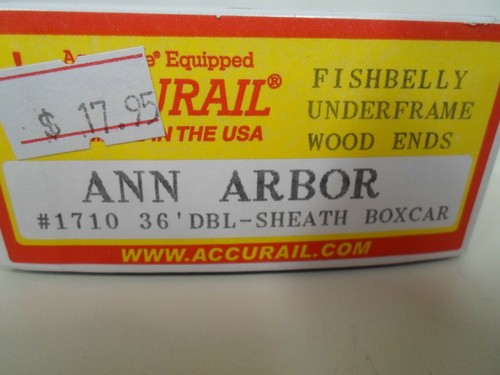 Equipped
$ 17.95
URAIL®
IN THE USA
FISHBELLY
UNDERFRAME
WOOD ENDS
ANN ARBOR
#1710 36'DBL-SHEATH BOXCAR
WWW.ACCURAIL.COM